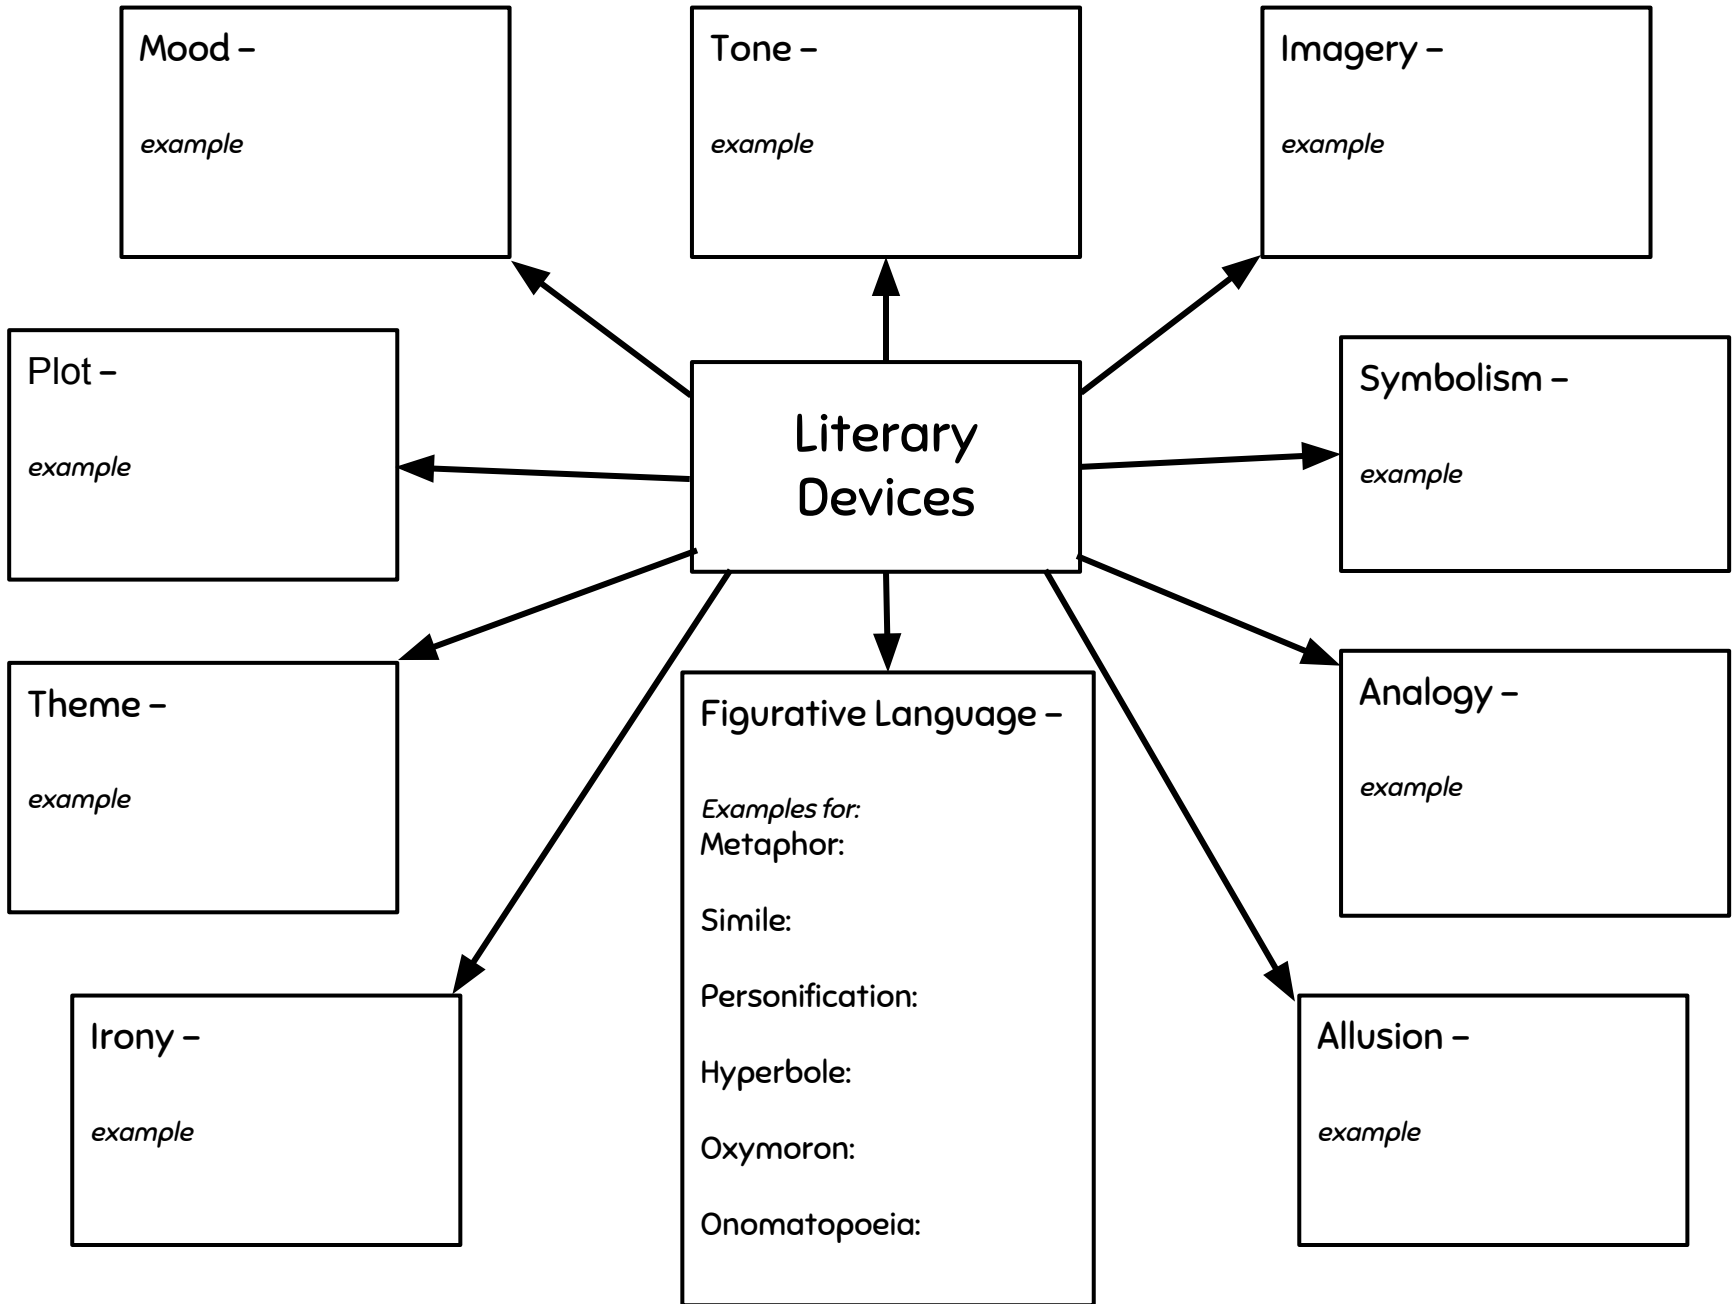 Mood –
example
Tone –
example
Imagery –
example
Plot –
example
Literary
Devices
Symbolism –
example
Theme –
example
Figurative Language –
Examples for:
Metaphor:
Simile:
Personification:
Hyperbole:
Oxymoron:
Onomatopoeia:
Analogy –
example
Irony –
example
Allusion –
example